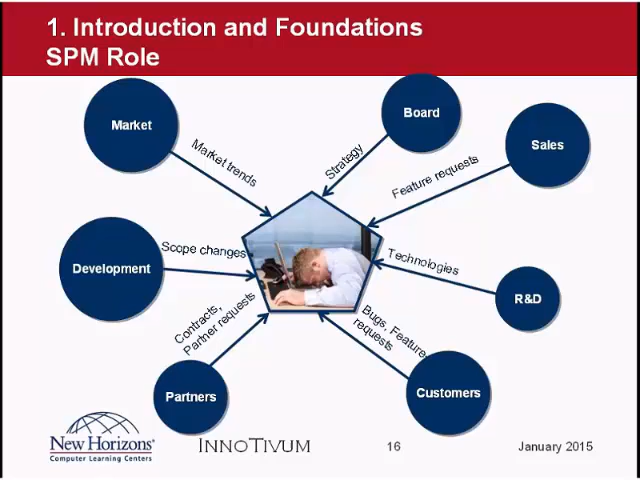 1. Introduction and Foundations
SPM Role
Market
Board
Sales
Market trends
Strategy
Feature requests
Development
Scope changes
Technologies
R&D
Contracts,
Partner requests
Bugs, Feature
requests
Partners
Customers
New Horizons®
Computer Learning Centers
INNOTIVUM
16
January 2015